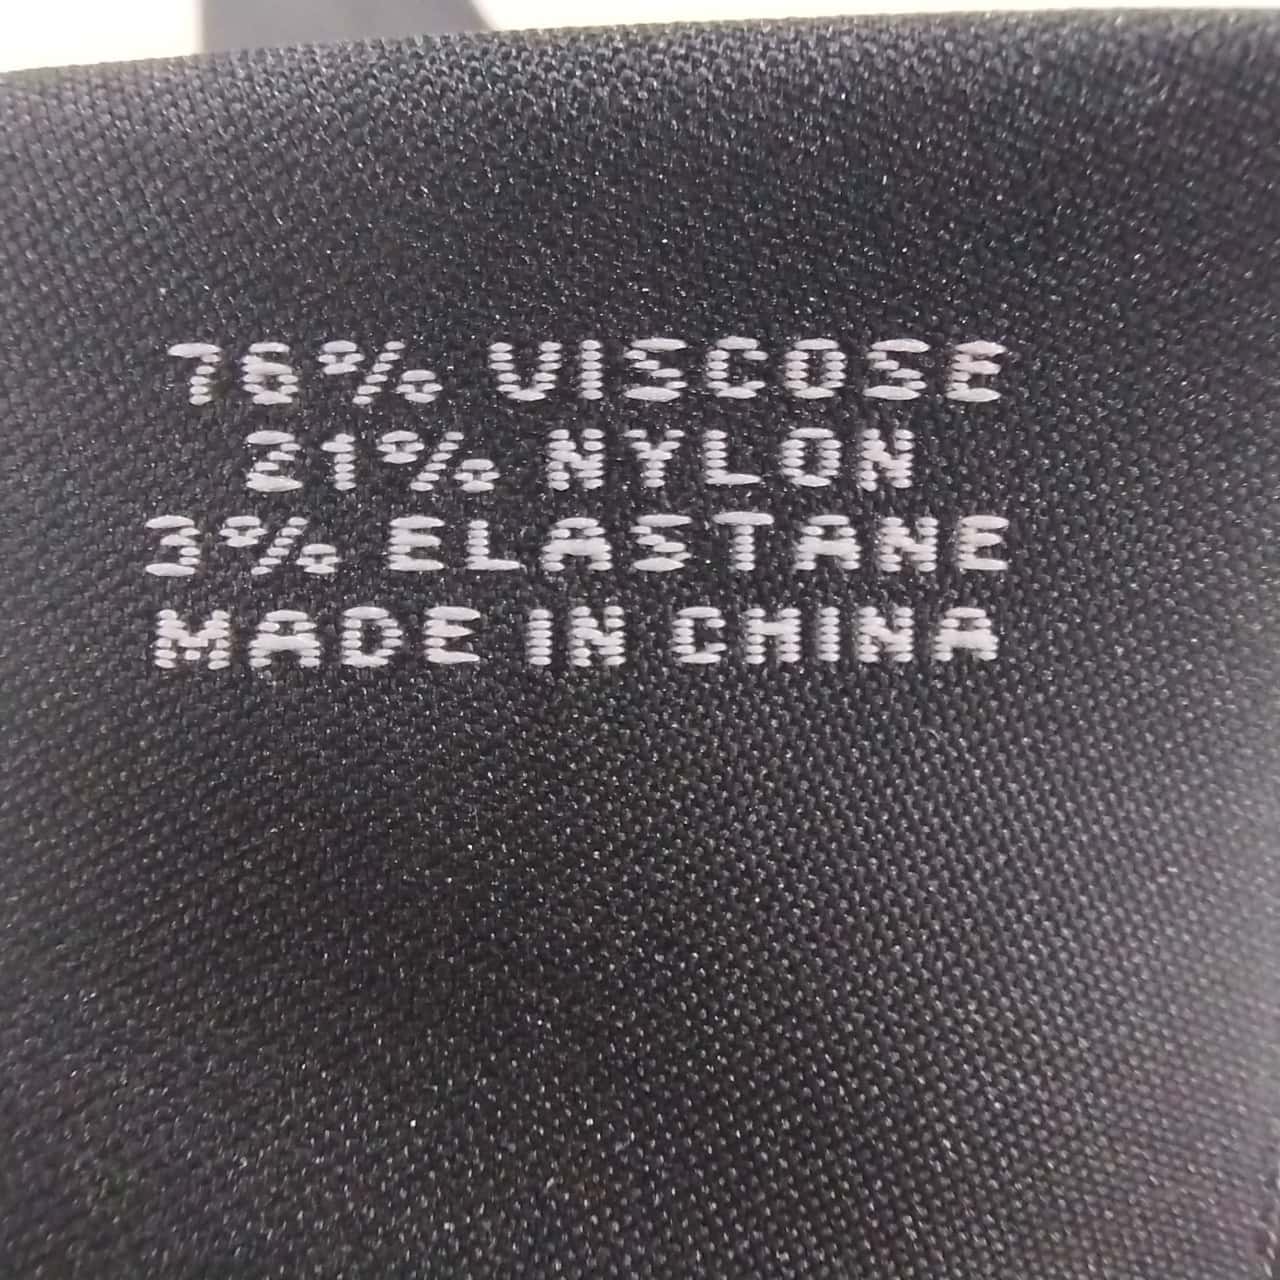 76% VISCOSE
21% NYLON
3% ELASTANE
MADE IN CHINA